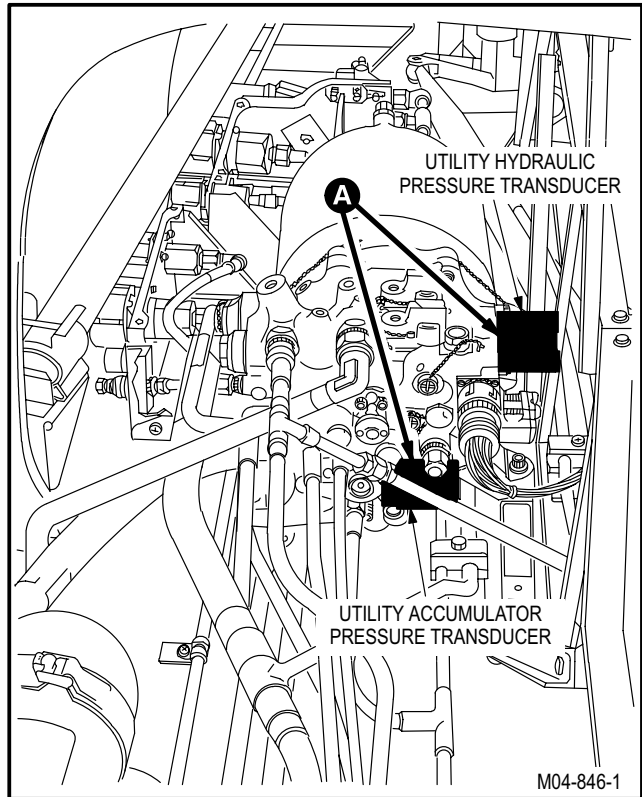 UTILITY HYDRAULIC
PRESSURE TRANSDUCER
A
UTILITY ACCUMULATOR
PRESSURE TRANSDUCER
M04-846-1